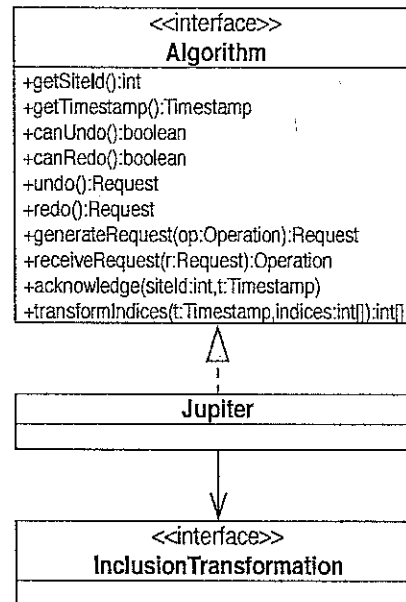 <<interface>>
Algorithm
+getSiteId():int
+getTimestamp():Timestamp
+canUndo():boolean
+canRedo():boolean
+undo():Request
+redo():Request
+generateRequest(op:Operation):Request
+receiveRequest(r:Request):Operation
+acknowledge(siteId:int,t:Timestamp)
+transformIndices(t:Timestamp,indices:int[]):int[]
Jupiter
<<interface>>
InclusionTransformation